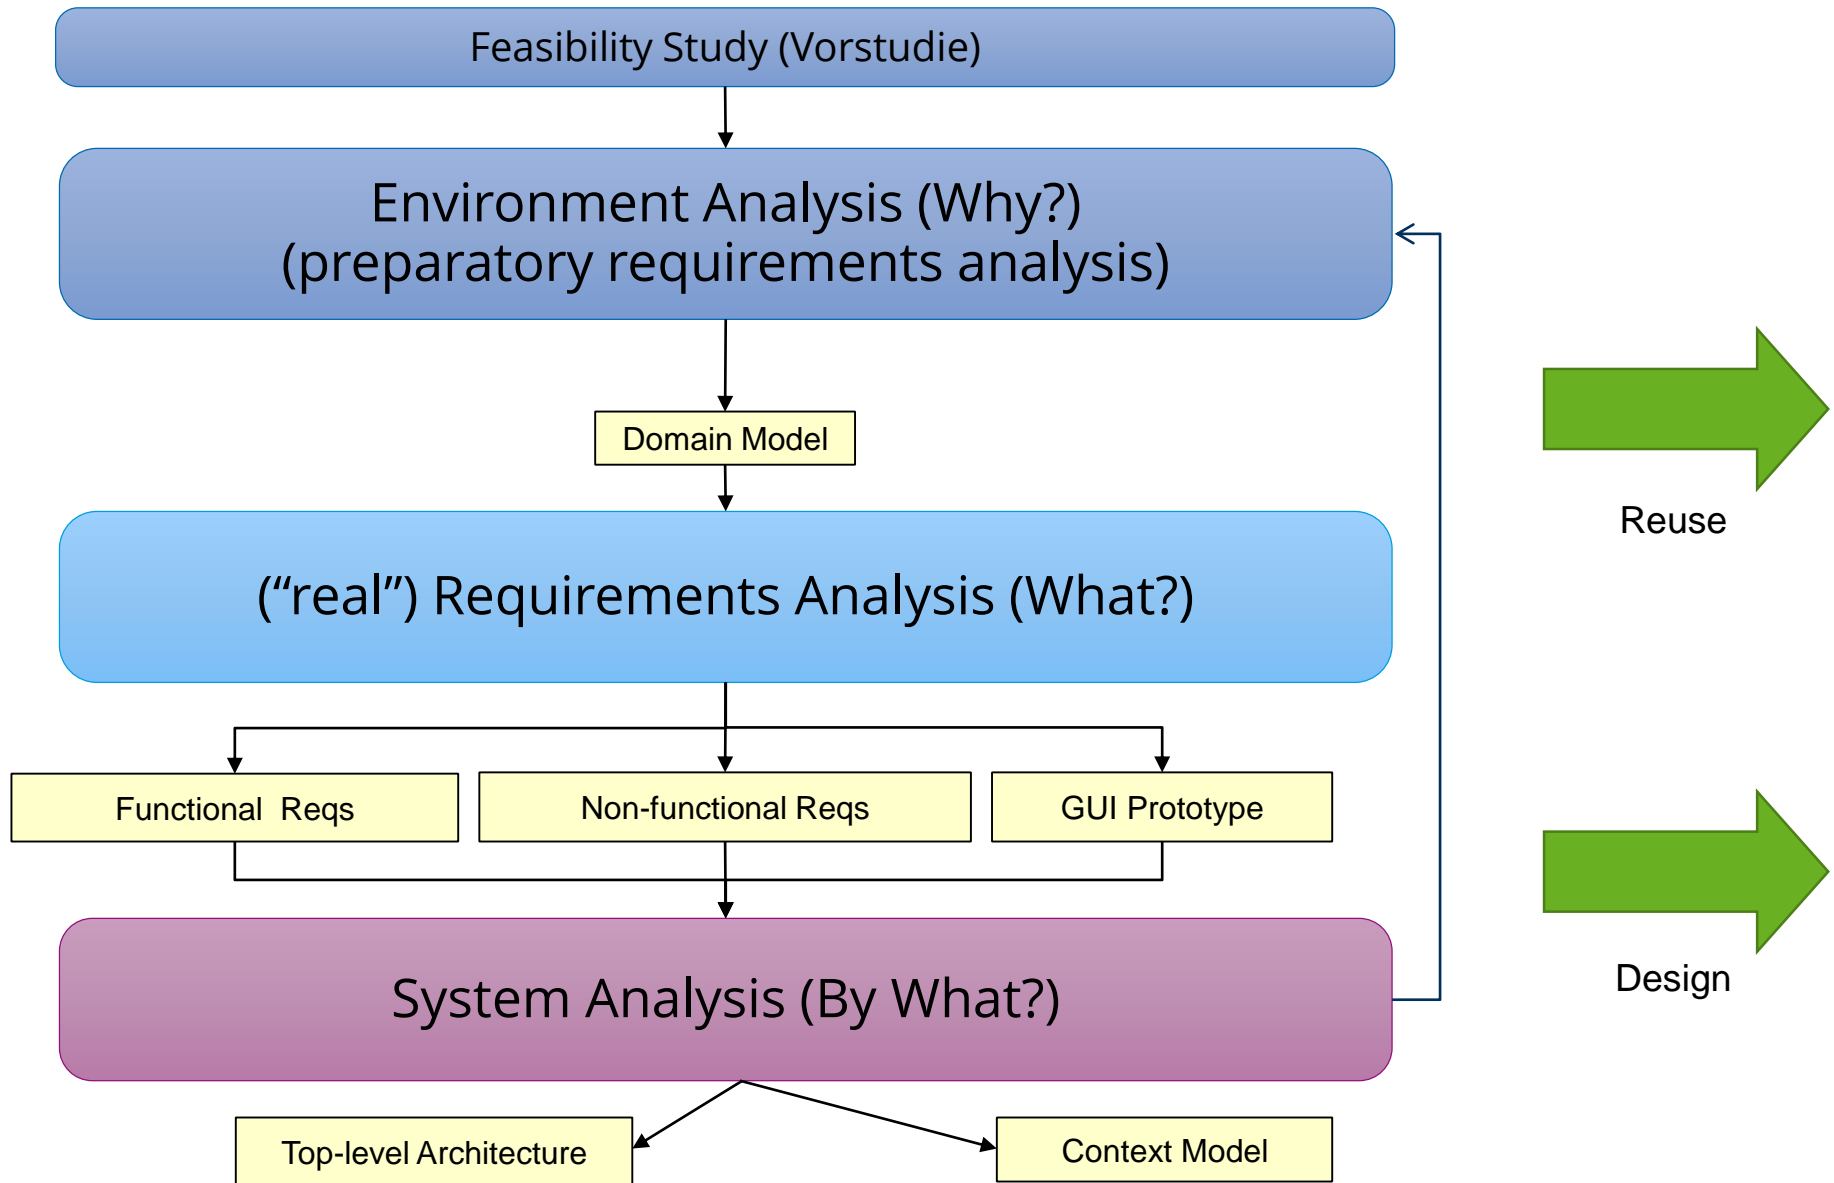 Feasibility Study (Vorstudie)
Environment Analysis (Why?)
(preparatory requirements analysis)
Domain Model
Reuse
(“real”) Requirements Analysis (What?)
Functional  Reqs
Non-functional Reqs
GUI Prototype
Design
System Analysis (By What?)
Top-level Architecture
Context Model